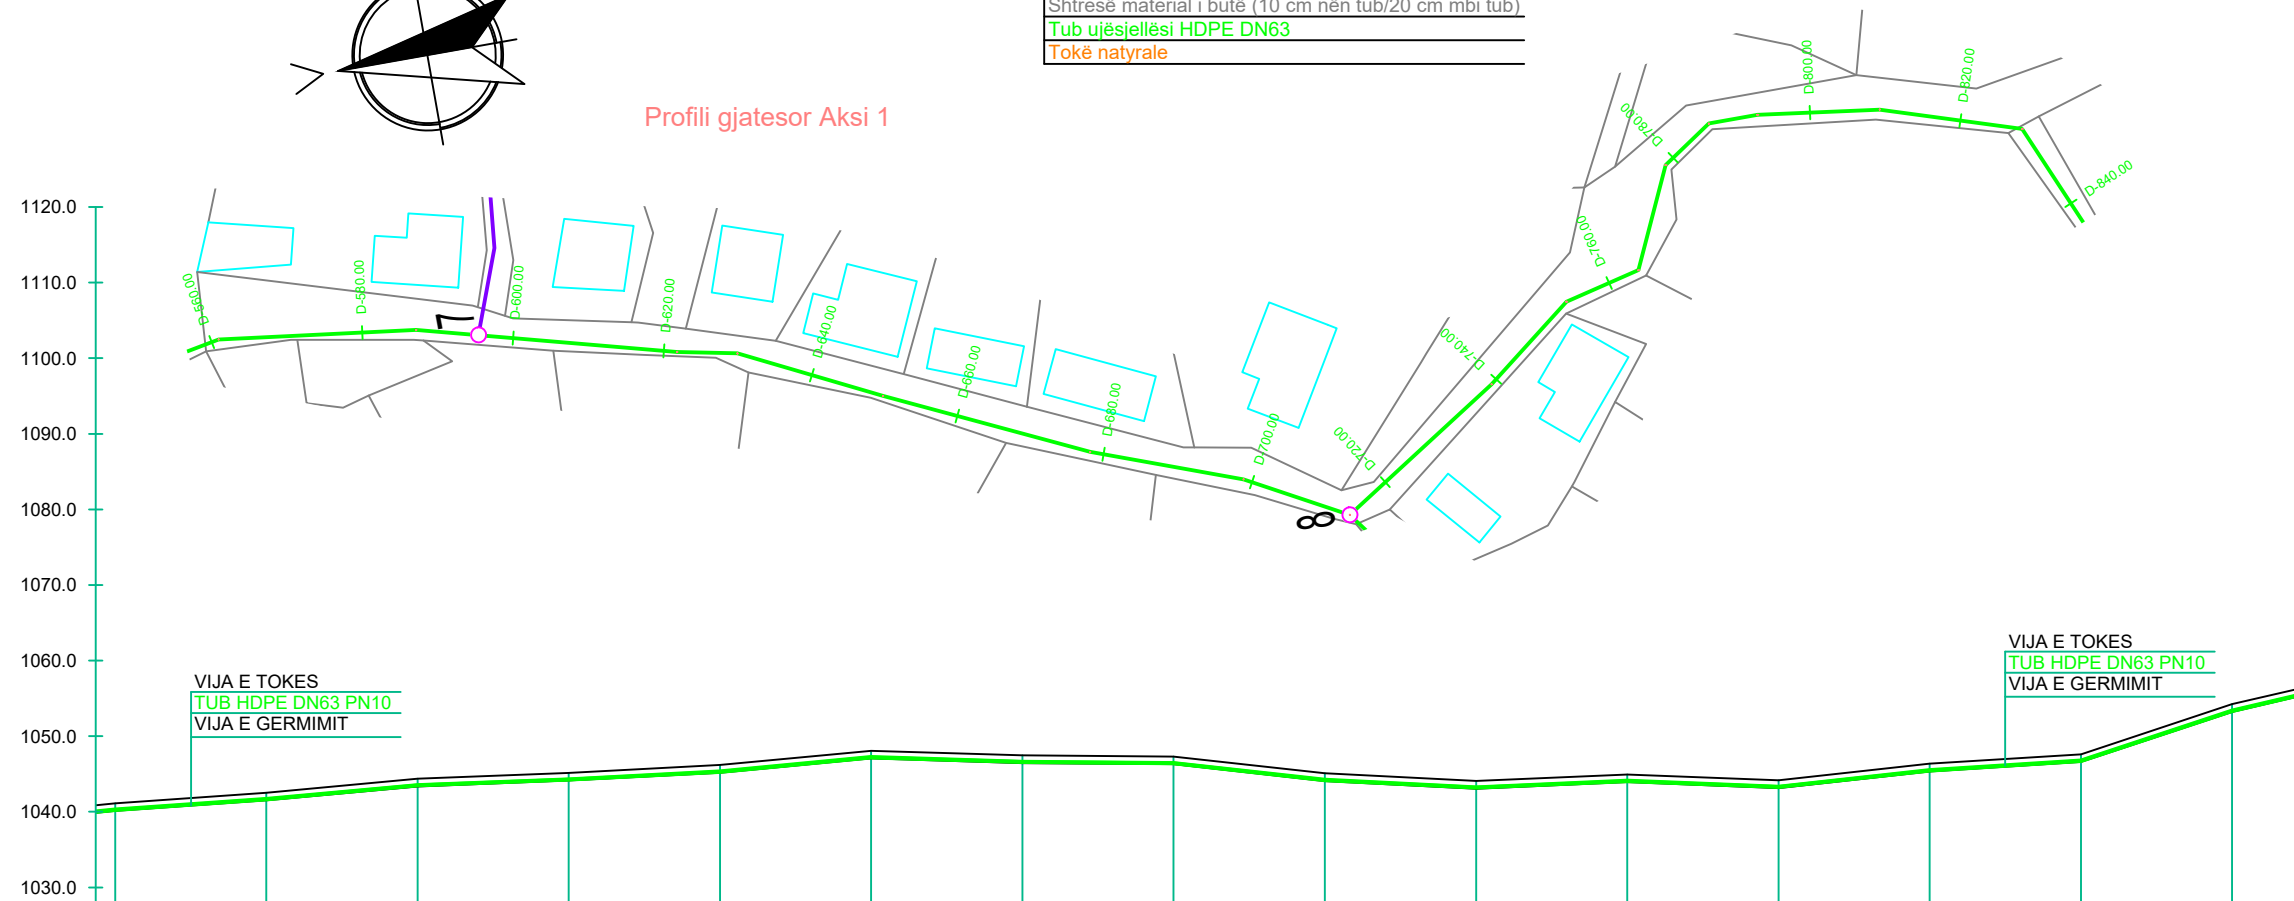 Shtresë material i butë (10 cm nën tub/20 cm mbi tub)
Tub ujësjellësi HDPE DN63
Tokë natyrale
Profili gjatesor Aksi 1
D-560.00
D-580.00
D-600.00
D-620.00
D-640.00
D-660.00
D-680.00
D-700.00
D-720.00
D-740.00
D-760.00
D-780.00
D-800.00
D-820.00
D-840.00
7
8
1120.0
1110.0
1100.0
1090.0
1080.0
1070.0
1060.0
1050.0
1040.0
1030.0
VIJA E TOKES
TUB HDPE DN63 PN10
VIJA E GERMIMIT
VIJA E TOKES
TUB HDPE DN63 PN10
VIJA E GERMIMIT